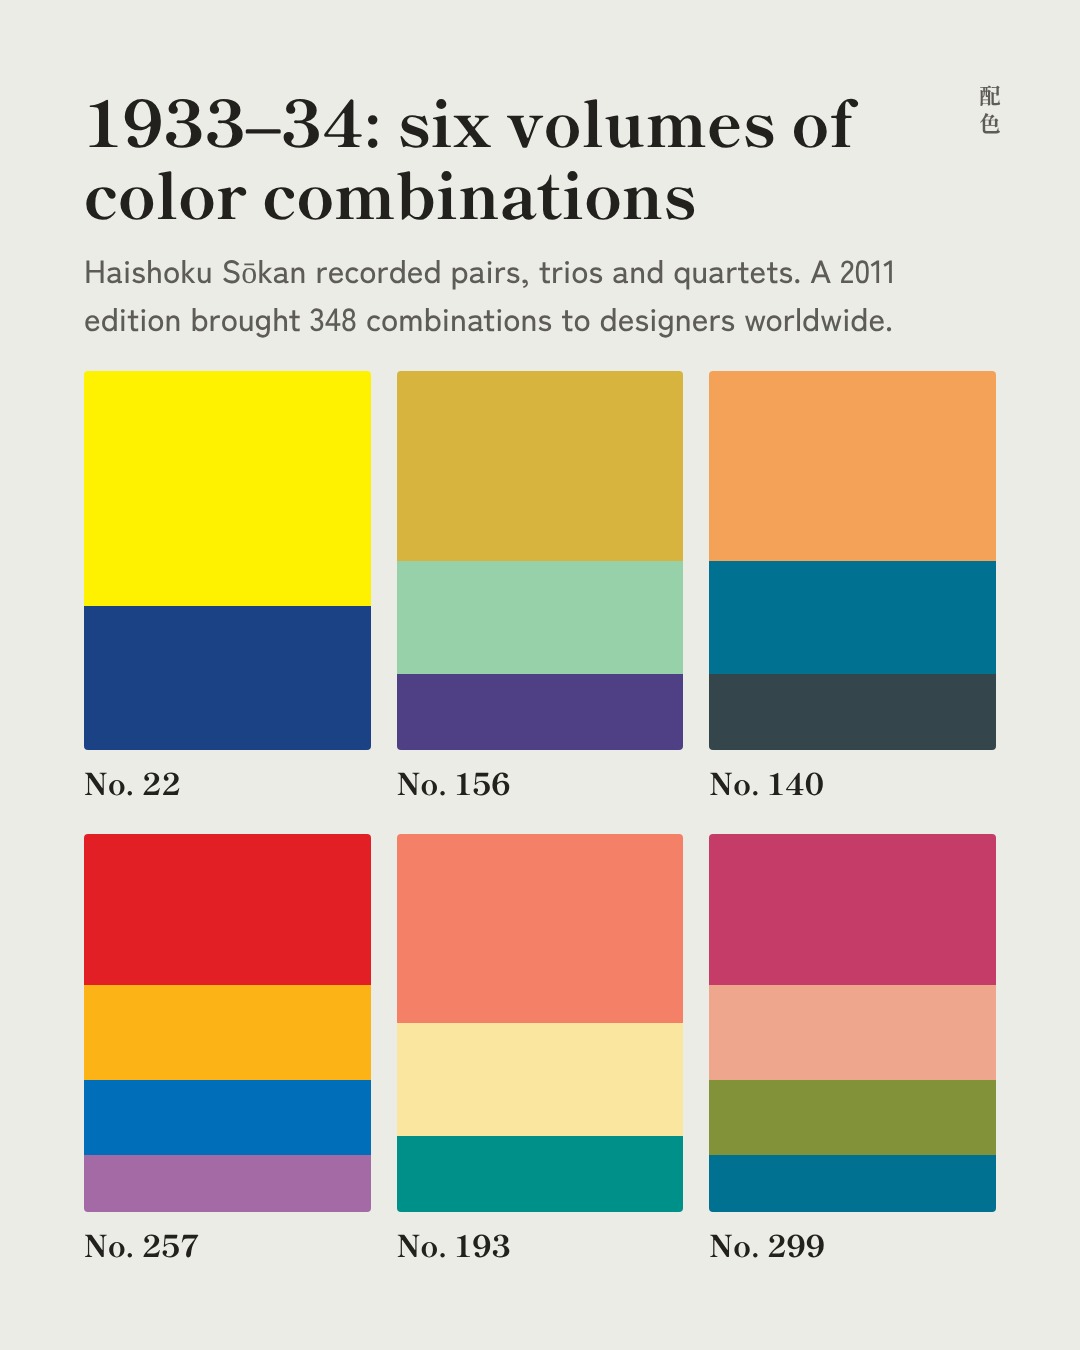 1933–34: six volumes of
color combinations
配色
Haishoku Sōkan recorded pairs, trios and quartets. A 2011
edition brought 348 combinations to designers worldwide.
No. 22
No. 156
No. 140
No. 257
No. 193
No. 299